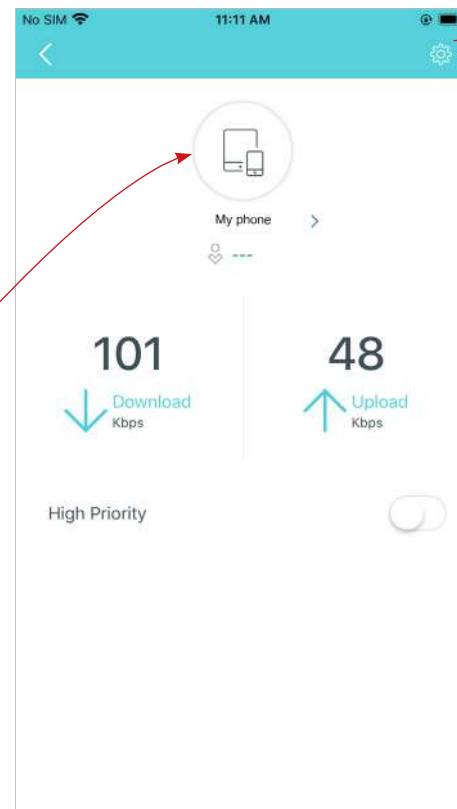 No SIM 11:11 AM
My phone
---
101 48
Download Upload
Kbps Kbps
High Priority